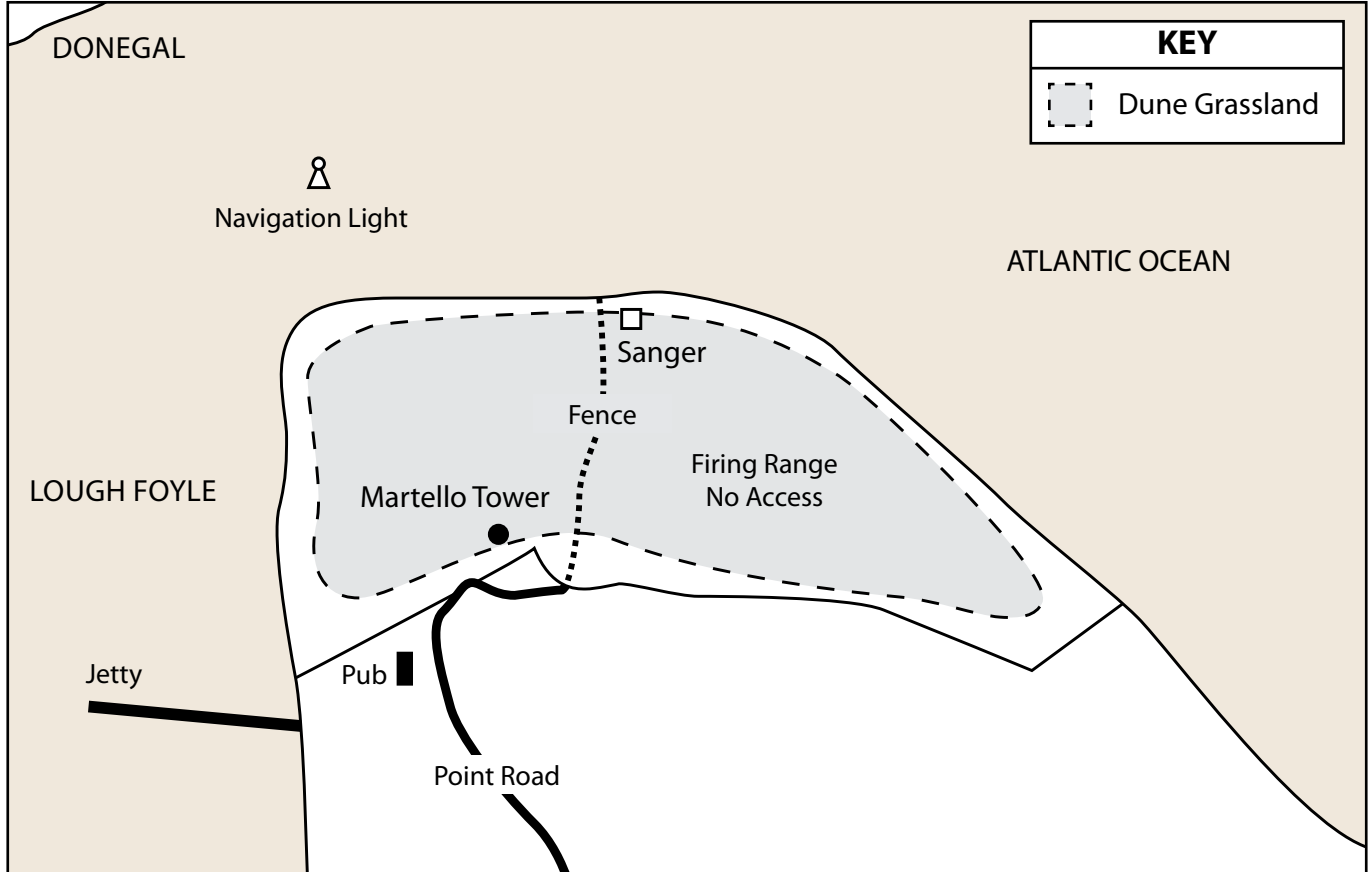 DONEGAL
KEY
Dune Grassland
Navigation Light
ATLANTIC OCEAN
Sanger
Fence
Firing Range
No Access
LOUGH FOYLE
Martello Tower
Jetty
Pub
Point Road